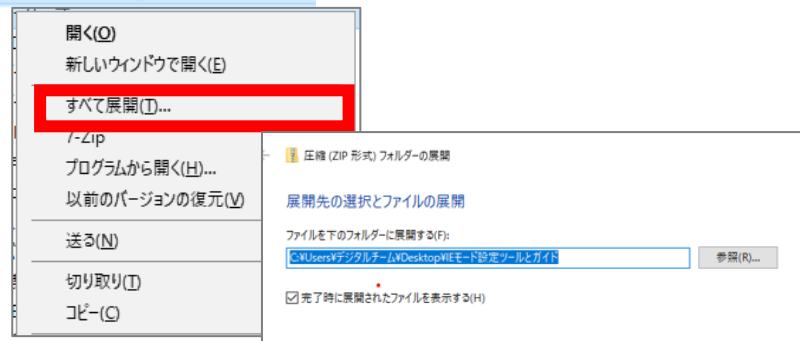 開く(O)
新しいウィンドウで開く(E)
すべて展開(T)...
7-Zip
プログラムから開く(H)...
以前のバージョンの復元(V)
送る(N)
切り取り(T)
コピー(C)
圧縮 (ZIP 形式) フォルダーの展開
展開先の選択とファイルの展開
ファイルを下のフォルダーに展開する(F):
C:¥Users¥デジタルチーム¥Desktop¥IEモード設定ツールとガイド
参照(R)...
完了時に展開されたファイルを表示する(H)